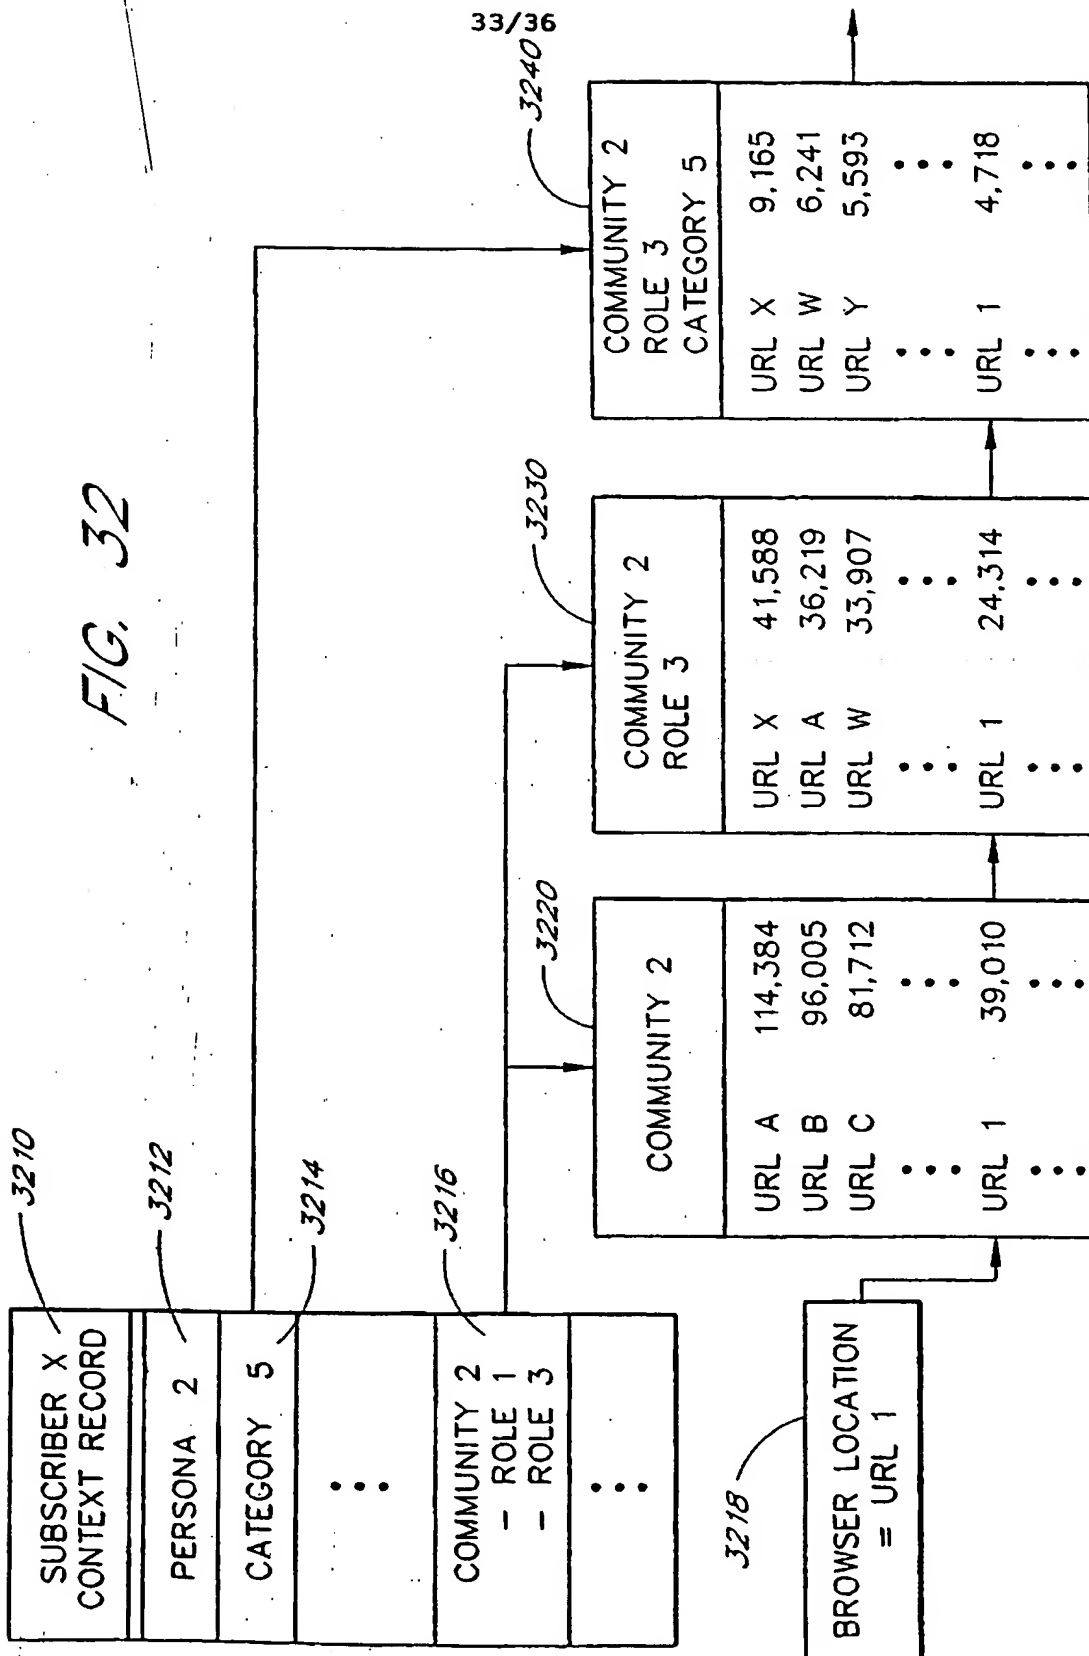 33/36
FIG. 32
3210
SUBSCRIBER X
CONTEXT RECORD
3212
PERSONA 2
3214
CATEGORY 5
3216
COMMUNITY 2
– ROLE 1
– ROLE 3
3218
BROWSER LOCATION
= URL 1
3220
COMMUNITY 2
URL A 114,384
URL B 96,005
URL C 81,712
URL 1 39,010
3230
COMMUNITY 2
ROLE 3
URL X 41,588
URL A 36,219
URL W 33,907
URL 1 24,314
3240
COMMUNITY 2
ROLE 3
CATEGORY 5
URL X 9,165
URL W 6,241
URL Y 5,593
URL 1 4,718